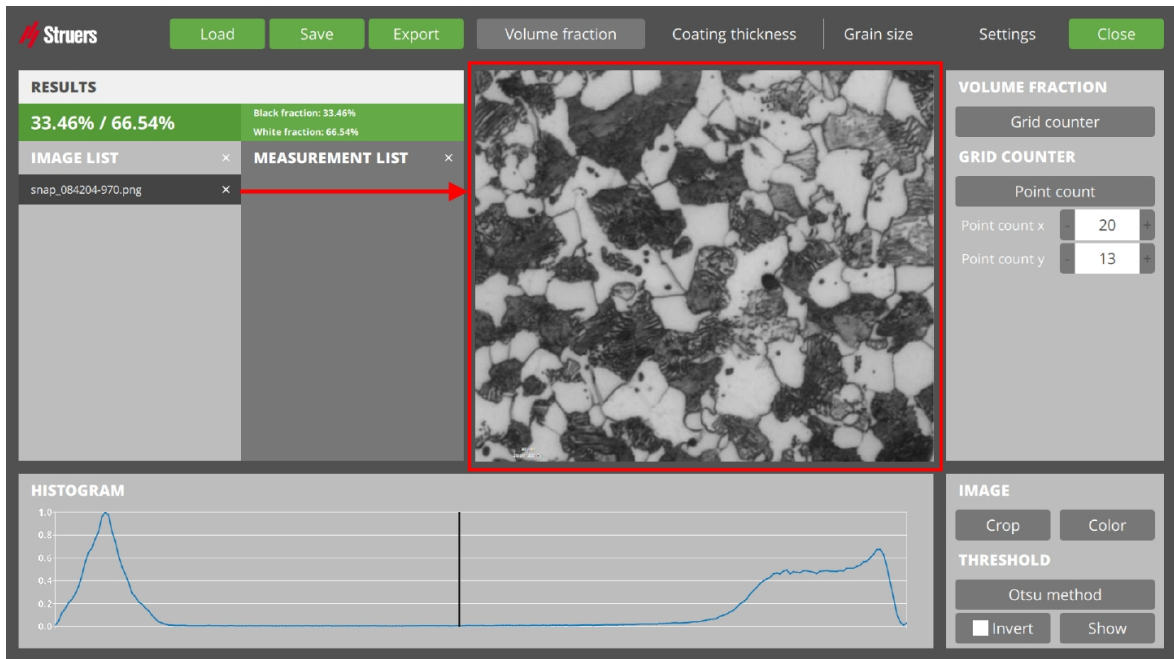 Struers
Load
Save
Export
Volume fraction
Coating thickness
Grain size
Settings
Close
RESULTS
33.46% / 66.54%
Black fraction: 33.46%
White fraction: 66.54%
IMAGE LIST ×
MEASUREMENT LIST ×
snap_084204-970.png ×
VOLUME FRACTION
Grid counter
GRID COUNTER
Point count
Point count x - 20 +
Point count y - 13 +
HISTOGRAM
1.0
0.8
0.6
0.4
0.2
0.0
IMAGE
Crop
Color
THRESHOLD
Otsu method
Invert
Show